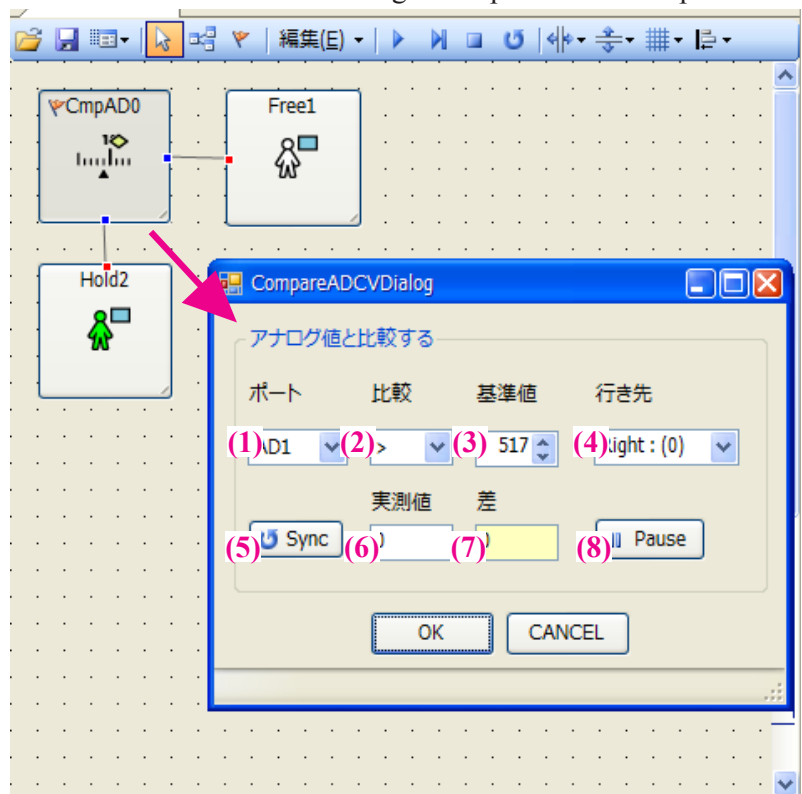 編集(E)
CmpAD0
Free1
Hold2
CompareADCVDialog
アナログ値と比較する
ポート 比較 基準値 行き先
(1) AD1 (2) > (3) 517 (4) Right : (0)
実測値 差
(5) Sync (6) (7) (8) Pause
OK CANCEL